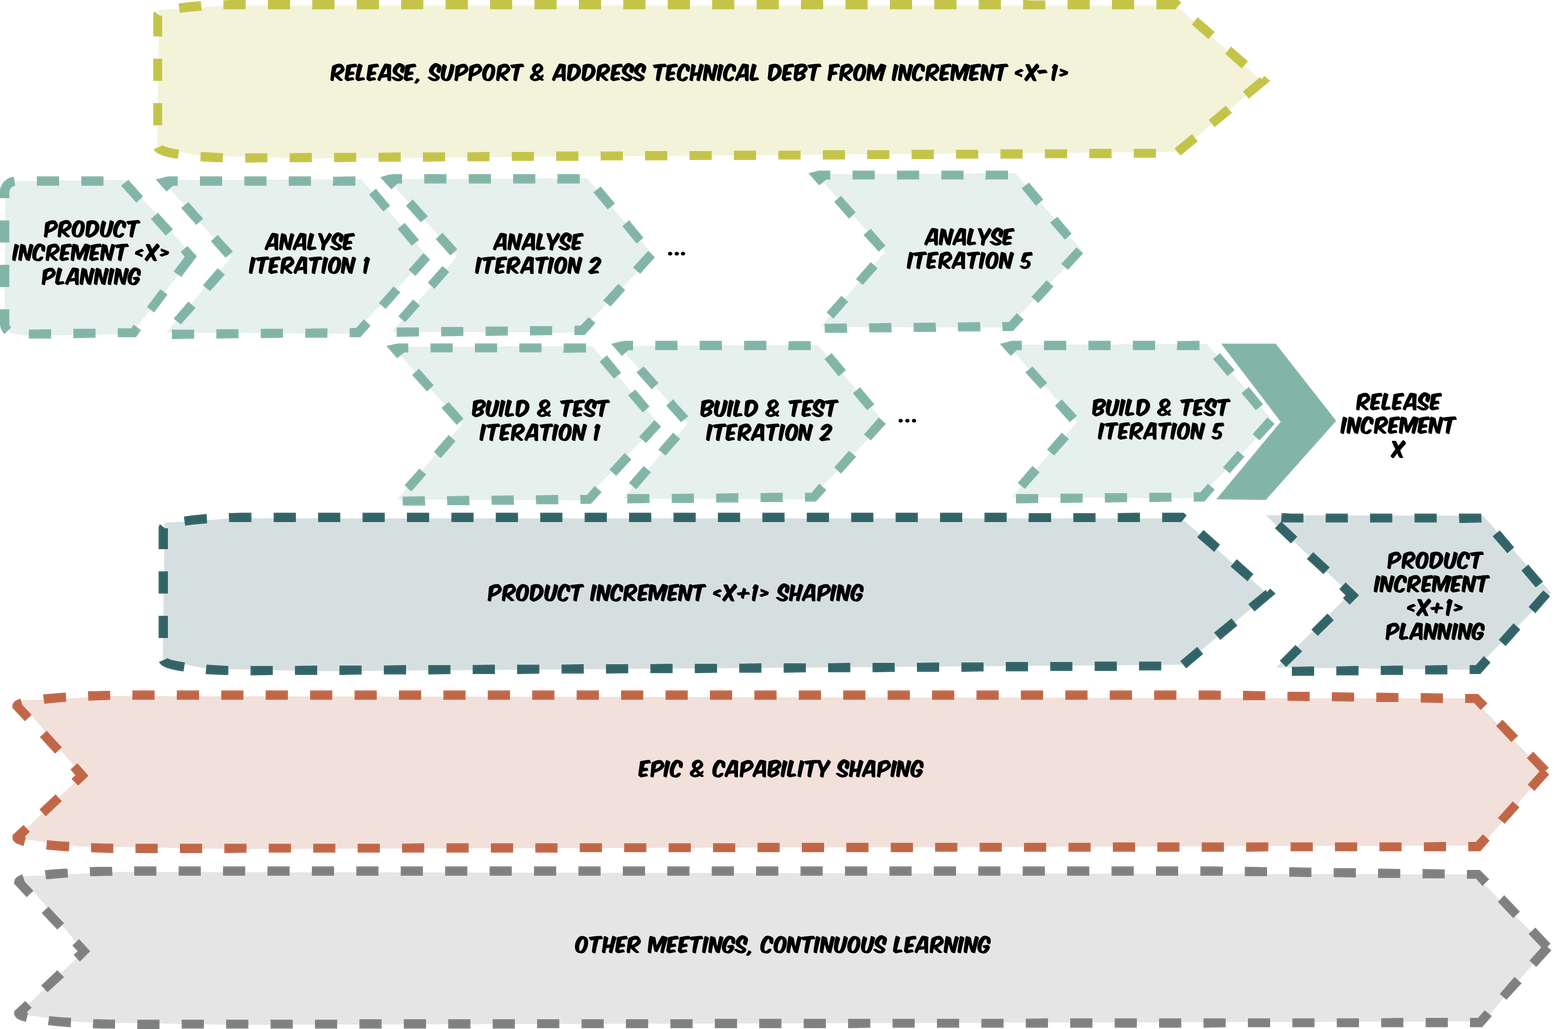 RELEASE, SUPPORT & ADDRESS TECHNICAL DEBT FROM INCREMENT <X-1>
PRODUCT
INCREMENT <X>
PLANNING
ANALYSE
ITERATION 1
ANALYSE
ITERATION 2
...
ANALYSE
ITERATION 5
BUILD & TEST
ITERATION 1
BUILD & TEST
ITERATION 2
...
BUILD & TEST
ITERATION 5
RELEASE
INCREMENT
X
PRODUCT INCREMENT <X+1> SHAPING
PRODUCT
INCREMENT
<X+1>
PLANNING
EPIC & CAPABILITY SHAPING
OTHER MEETINGS, CONTINUOUS LEARNING